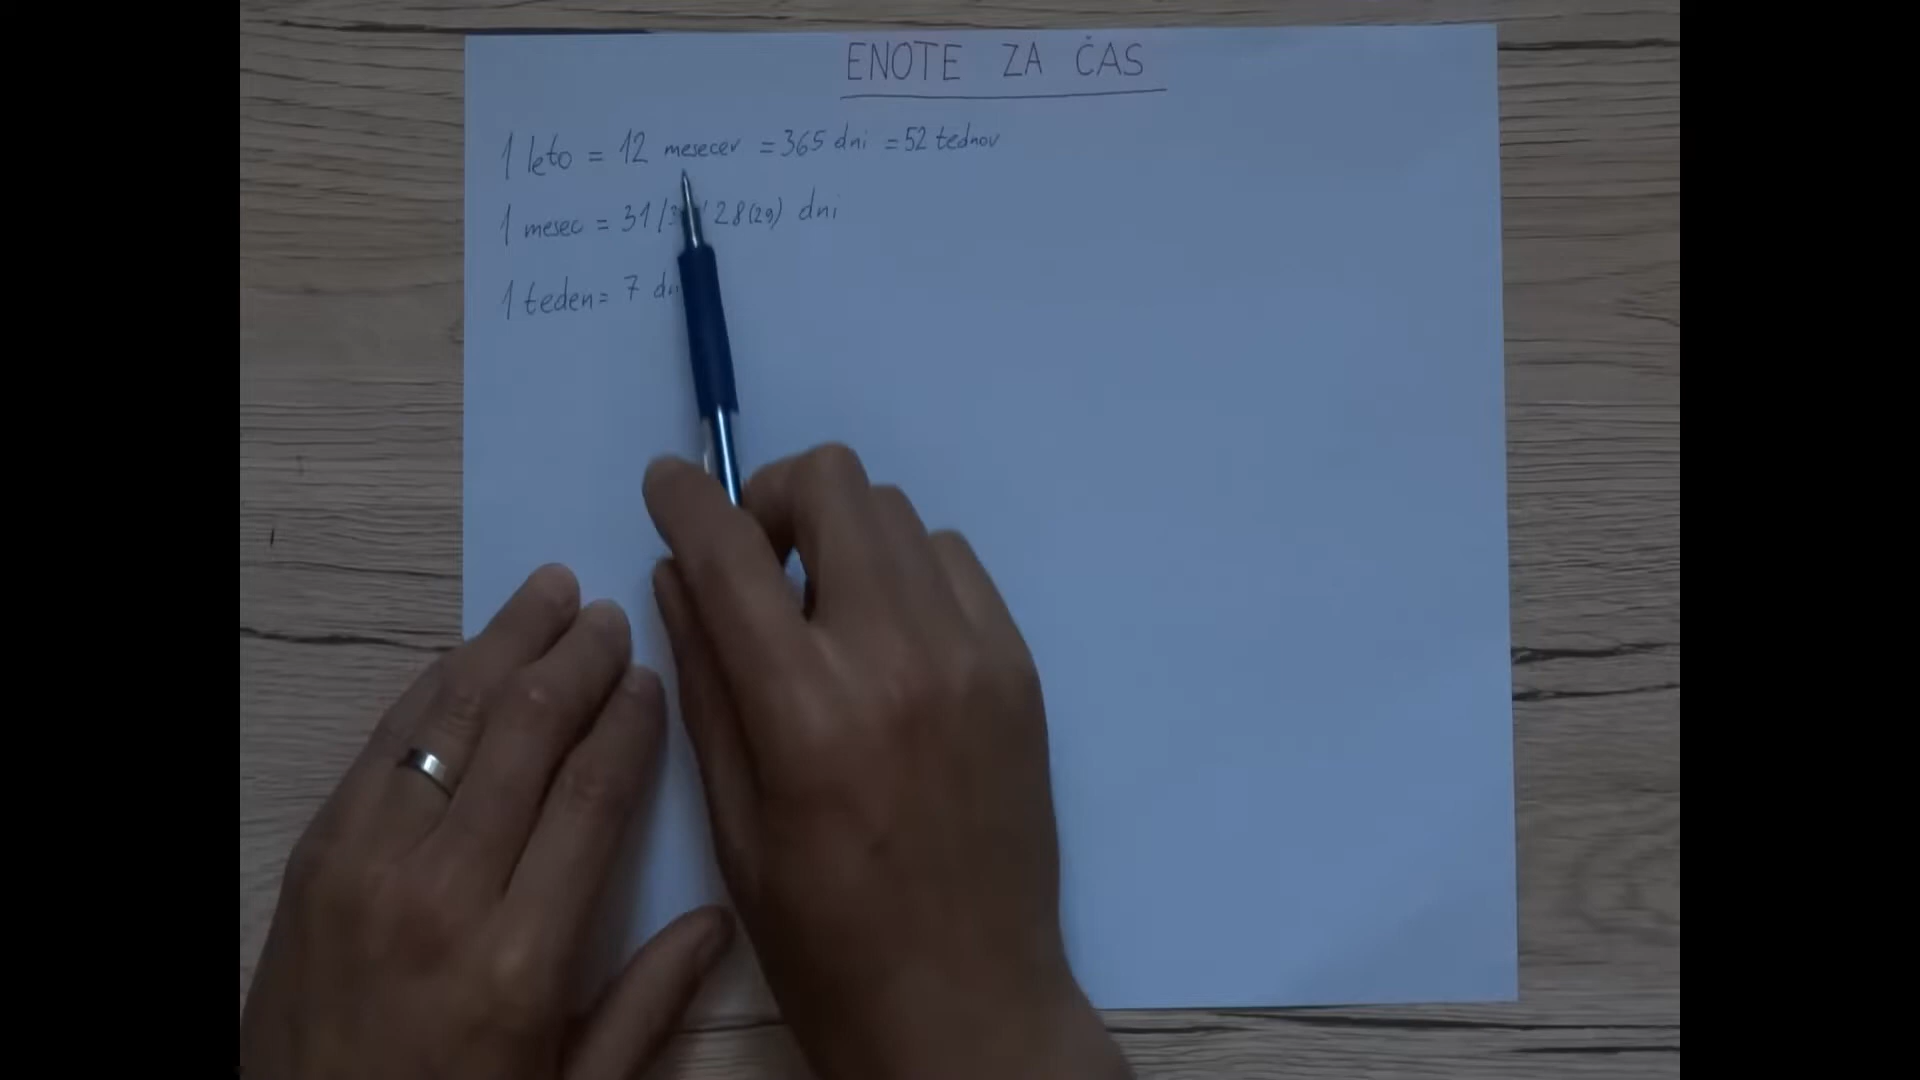 ENOTE ZA ČAS
1 leto = 12 mesecev = 365 dni = 52 tednov
1 mesec = 31/ 28(29) dni
1 teden = 7